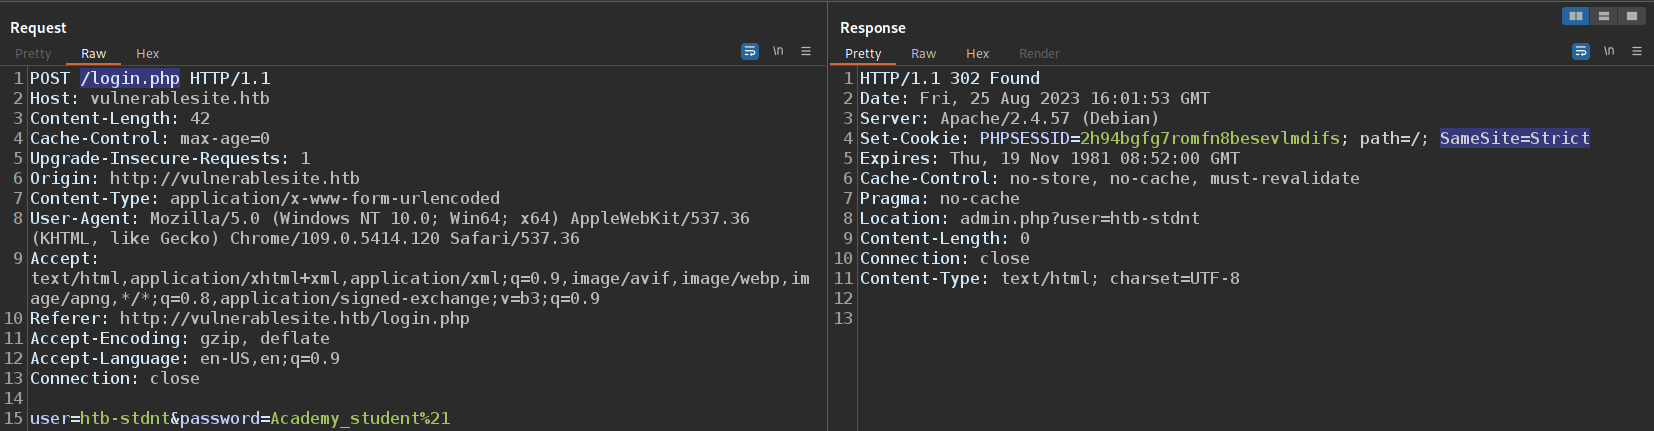 Request
Pretty Raw Hex
\n
1 POST /login.php HTTP/1.1
2 Host: vulnerablesite.htb
3 Content-Length: 42
4 Cache-Control: max-age=0
5 Upgrade-Insecure-Requests: 1
6 Origin: http://vulnerablesite.htb
7 Content-Type: application/x-www-form-urlencoded
8 User-Agent: Mozilla/5.0 (Windows NT 10.0; Win64; x64) AppleWebKit/537.36
(KHTML, like Gecko) Chrome/109.0.5414.120 Safari/537.36
9 Accept:
text/html,application/xhtml+xml,application/xml;q=0.9,image/avif,image/webp,im
age/apng,*/*;q=0.8,application/signed-exchange;v=b3;q=0.9
10 Referer: http://vulnerablesite.htb/login.php
11 Accept-Encoding: gzip, deflate
12 Accept-Language: en-US,en;q=0.9
13 Connection: close
14
15 user=htb-stdnt&password=Academy_student%21
Response
Pretty Raw Hex Render
\n
1 HTTP/1.1 302 Found
2 Date: Fri, 25 Aug 2023 16:01:53 GMT
3 Server: Apache/2.4.57 (Debian)
4 Set-Cookie: PHPSESSID=2h94bgfg7romfn8besevlmdifs; path=/; SameSite=Strict
5 Expires: Thu, 19 Nov 1981 08:52:00 GMT
6 Cache-Control: no-store, no-cache, must-revalidate
7 Pragma: no-cache
8 Location: admin.php?user=htb-stdnt
9 Content-Length: 0
10 Connection: close
11 Content-Type: text/html; charset=UTF-8
12
13